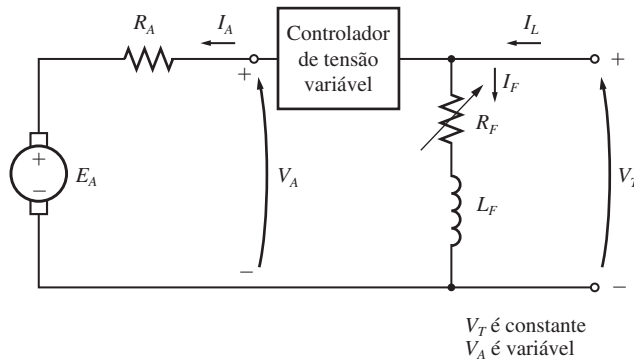 R_A
I_A
Controlador
de tensão
variável
I_L
+
+
I_F
R_F
+
−
E_A
V_A
L_F
V_T
−
−
V_T é constante
V_A é variável